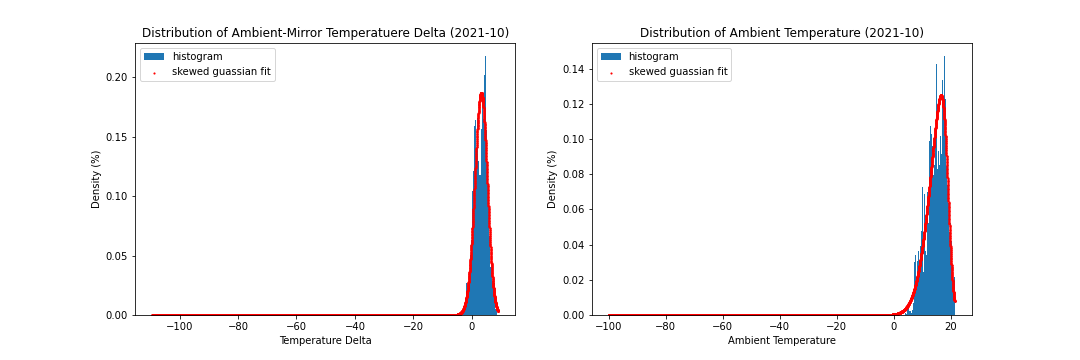 Distribution of Ambient-Mirror Temperatuere Delta (2021-10)
histogram
skewed guassian fit
0.20
0.15
0.10
0.05
0.00
Density (%)
−100
−80
−60
−40
−20
0
Temperature Delta
Distribution of Ambient Temperature (2021-10)
histogram
skewed guassian fit
0.14
0.12
0.10
0.08
0.06
0.04
0.02
0.00
Density (%)
−100
−80
−60
−40
−20
0
20
Ambient Temperature